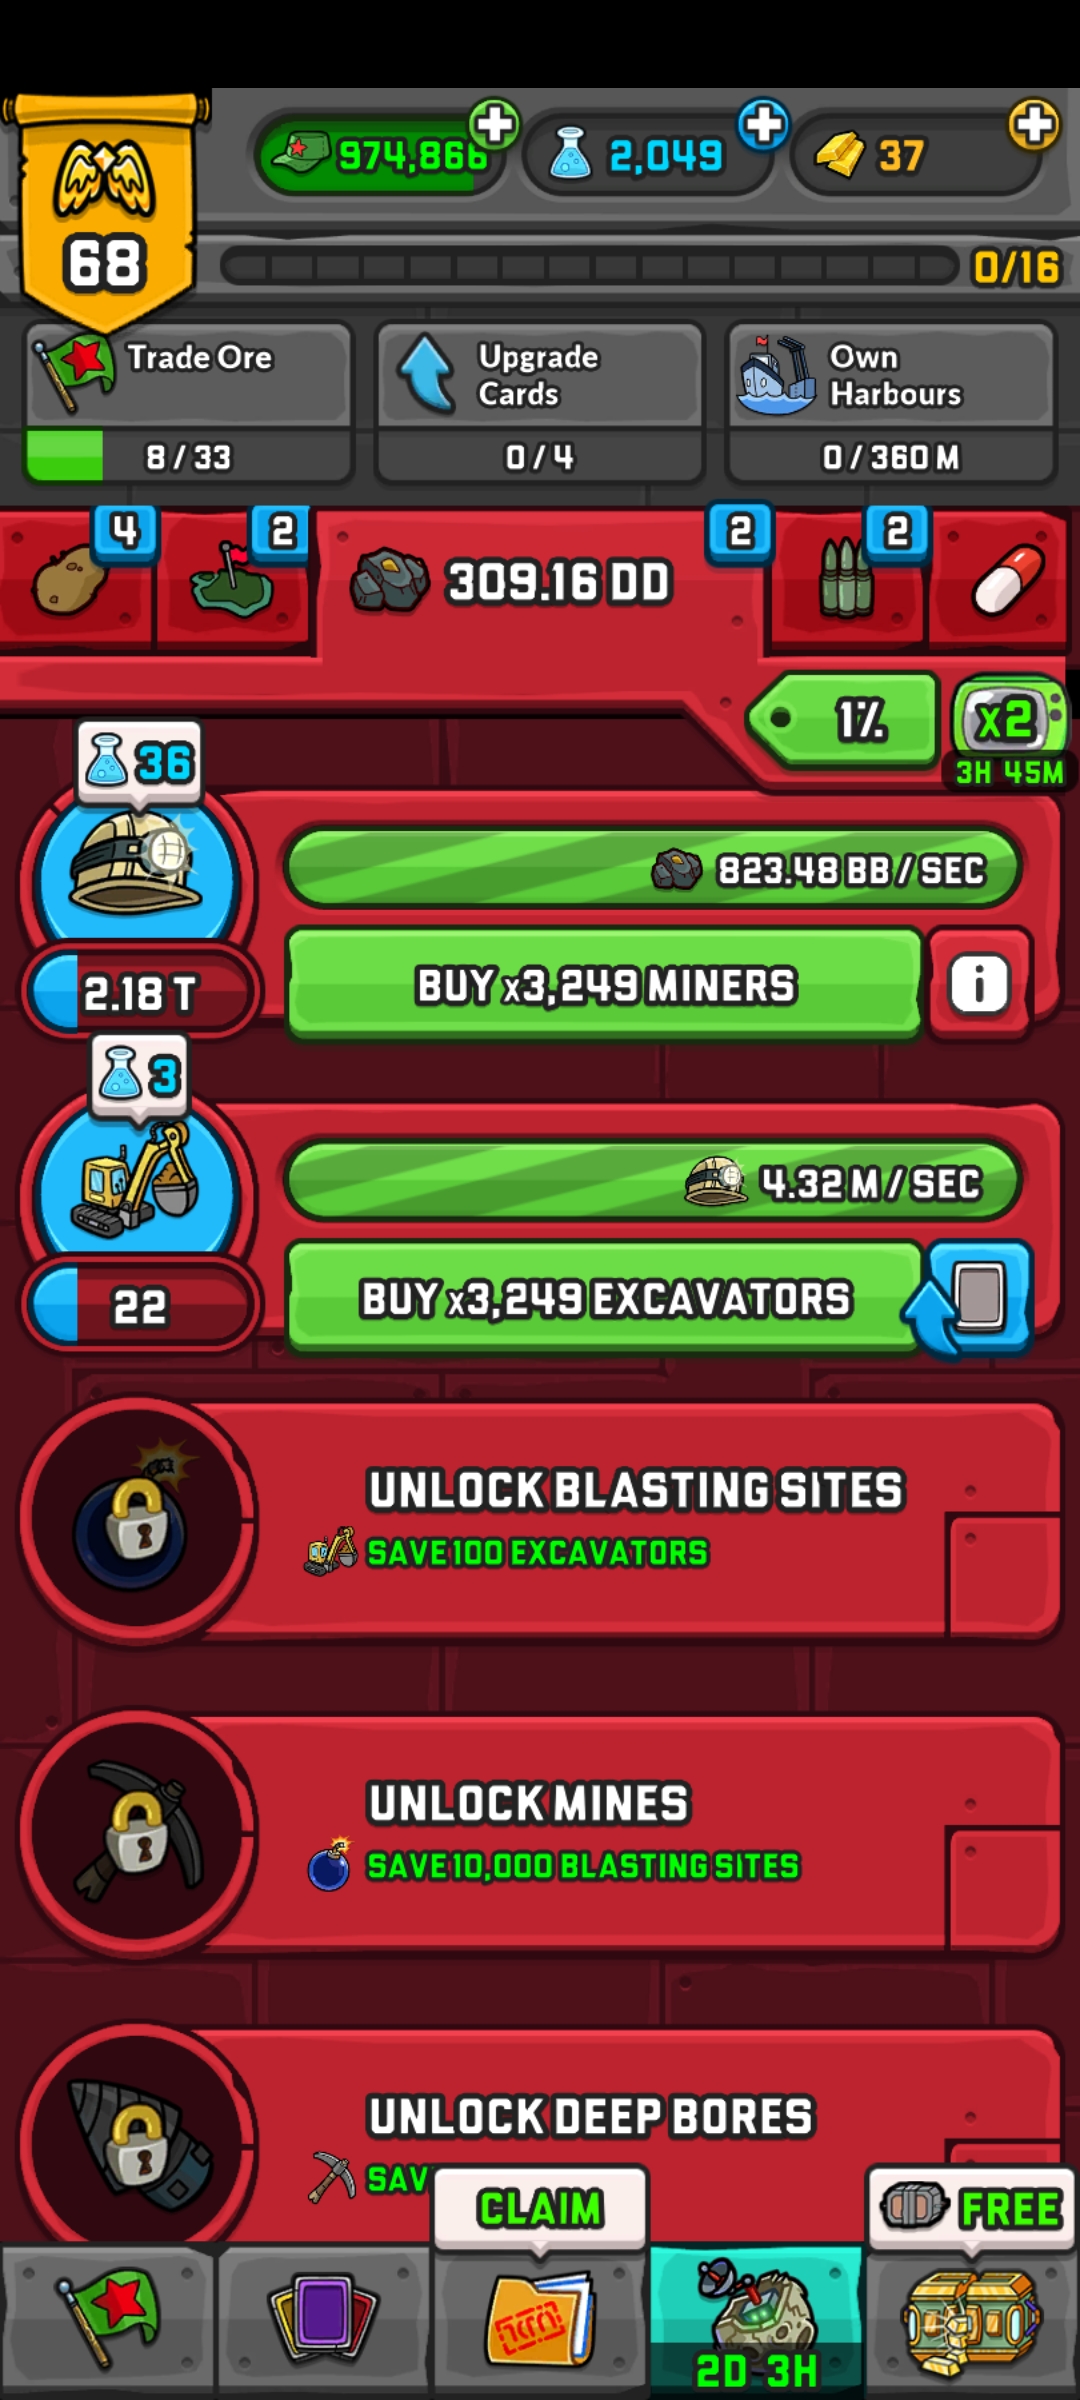 974,866
2,049
37
68
0/16
Trade Ore
8/33
Upgrade
Cards
0/4
Own
Harbours
0/360 M
4
2
309.16 DD
2
2
1%
x2
3H 45M
36
823.48 BB / SEC
BUY x3,249 MINERS
i
2.18 T
3
4.32 M / SEC
BUY x3,249 EXCAVATORS
22
UNLOCK BLASTING SITES
SAVE 100 EXCAVATORS
UNLOCK MINES
SAVE 10,000 BLASTING SITES
UNLOCK DEEP BORES
CLAIM
FREE
2D 3H